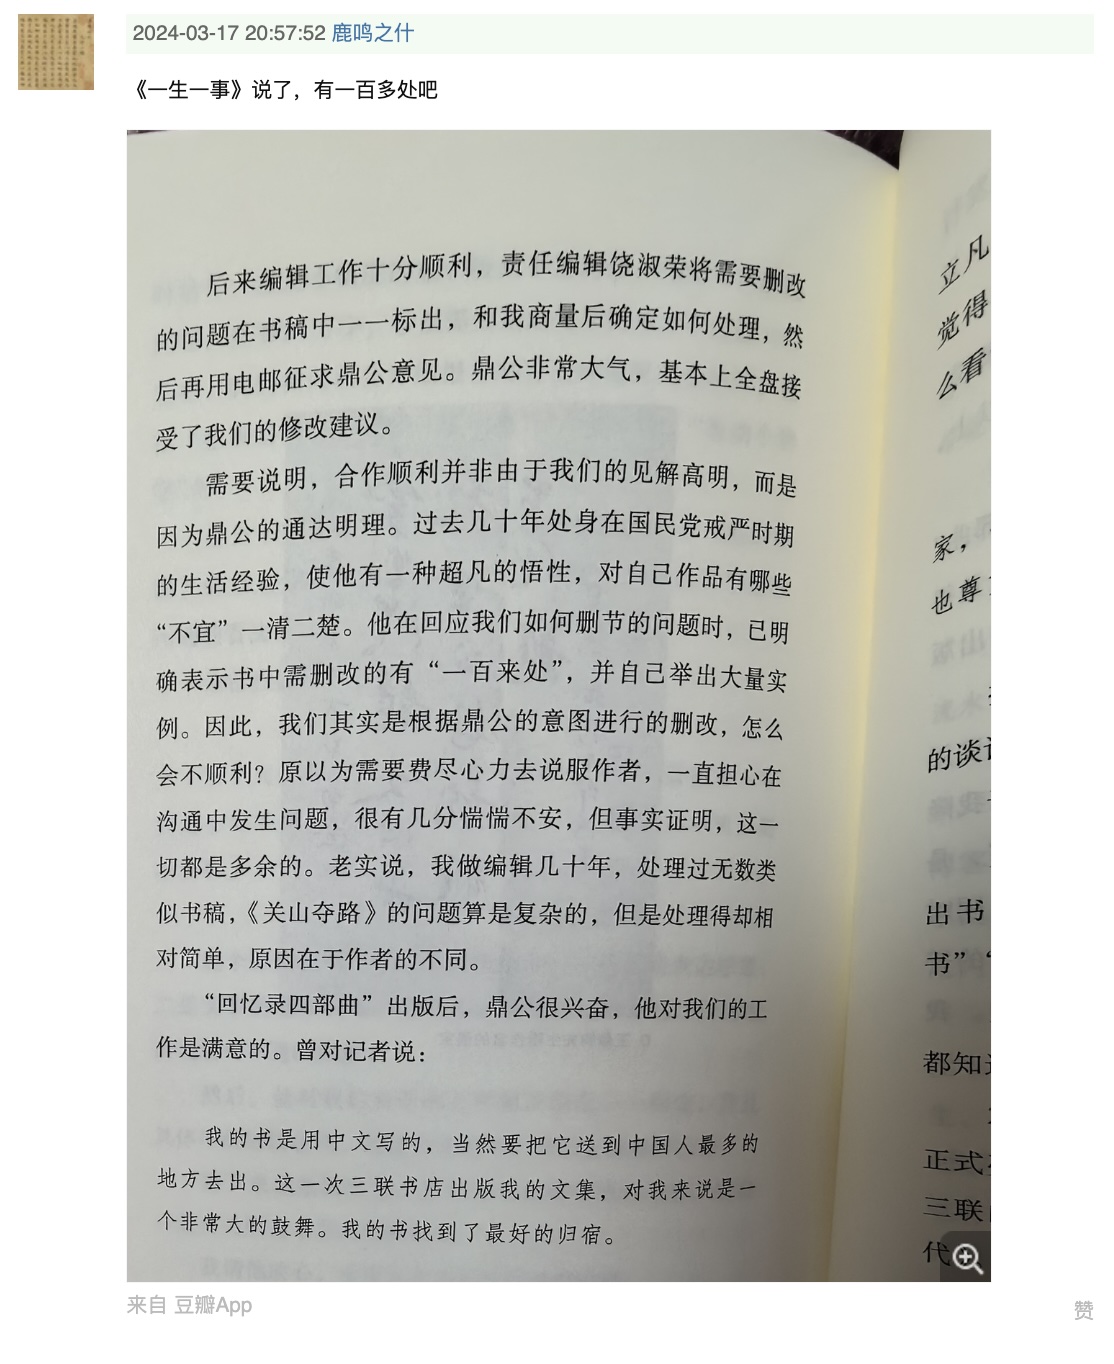 2024-03-17 20:57:52 鹿鸣之什
《一生一事》说了，有一百多处吧
后来编辑工作十分顺利，责任编辑饶淑荣将需要删改
的问题在书稿中一一标出，和我商量后确定如何处理，然
后再用电邮征求鼎公意见。鼎公非常大气，基本上全盘接
受了我们的修改建议。
需要说明，合作顺利并非由于我们的见解高明，而是
因为鼎公的通达明理。过去几十年处身在国民党戒严时期
的生活经验，使他有一种超凡的悟性，对自己作品有哪些
“不宜”一清二楚。他在回应我们如何删节的问题时，已明
确表示书中需删改的有“一百来处”，并自己举出大量实
例。因此，我们其实是根据鼎公的意图进行的删改，怎么
会不顺利？原以为需要费尽心力去说服作者，一直担心在
沟通中发生问题，很有几分惴惴不安，但事实证明，这一
切都是多余的。老实说，我做编辑几十年，处理过无数类
似书稿，《关山夺路》的问题算是复杂的，但是处理得却相
对简单，原因在于作者的不同。
“回忆录四部曲”出版后，鼎公很兴奋，他对我们的工
作是满意的。曾对记者说：
我的书是用中文写的，当然要把它送到中国人最多的
地方去出。这一次三联书店出版我的文集，对我来说是一
个非常大的鼓舞。我的书找到了最好的归宿。
立凡
觉得
么看
家，
也尊
的谈
出书
书”“
都知
正式
三联
代
来自 豆瓣App
赞